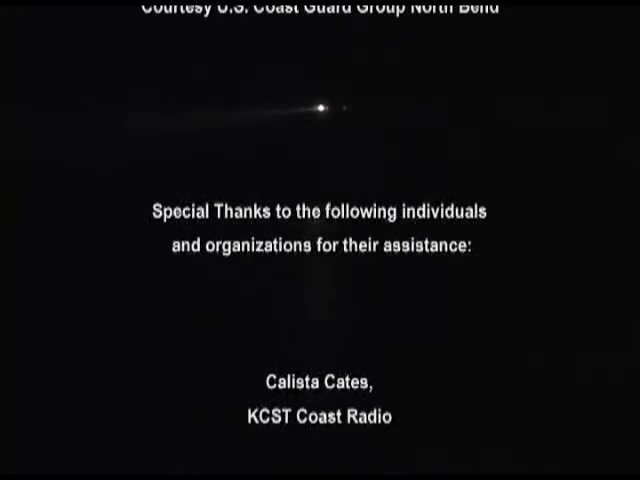 Courtesy U.S. Coast Guard Group North Bend
Special Thanks to the following individuals
and organizations for their assistance:
Calista Cates,
KCST Coast Radio